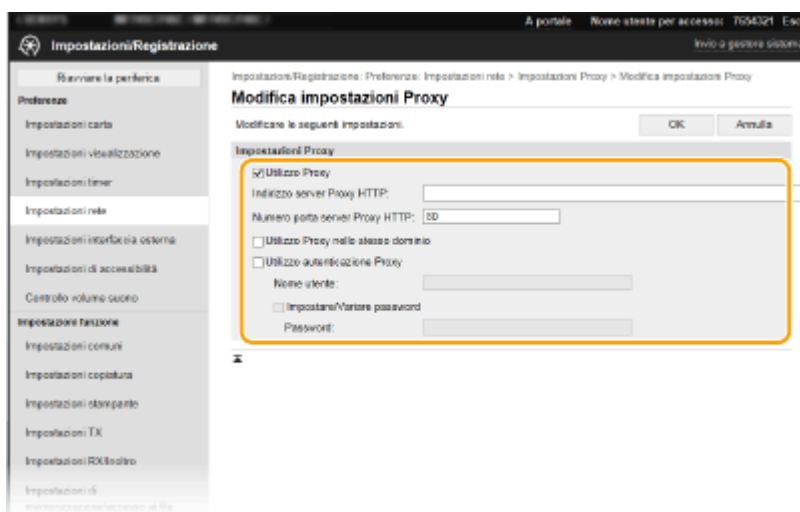 A portale Nome utente per accesso: 7654321
Impostazioni/Registrazione
Invio a gestore sistema
Riavviare la periferica
Preferenze
Impostazioni carta
Impostazioni visualizzazione
Impostazioni timer
Impostazioni rete
Impostazioni interfaccia esterna
Impostazioni di accessibilità
Controllo volume suono
Impostazioni funzione
Impostazioni comuni
Impostazioni copiatura
Impostazioni stampante
Impostazioni TX
Impostazioni RX/Inoltro
Impostazioni di
Impostazioni/Registrazione: Preferenze: Impostazioni rete > Impostazioni Proxy > Modifica impostazioni Proxy
Modifica impostazioni Proxy
Modificare le seguenti impostazioni.
OK Annulla
Impostazioni Proxy
Utilizzo Proxy
Indirizzo server Proxy HTTP:
Numero porta server Proxy HTTP: 80
Utilizzo Proxy nello stesso dominio
Utilizzo autenticazione Proxy
Nome utente:
Impostare/Variare password
Password: